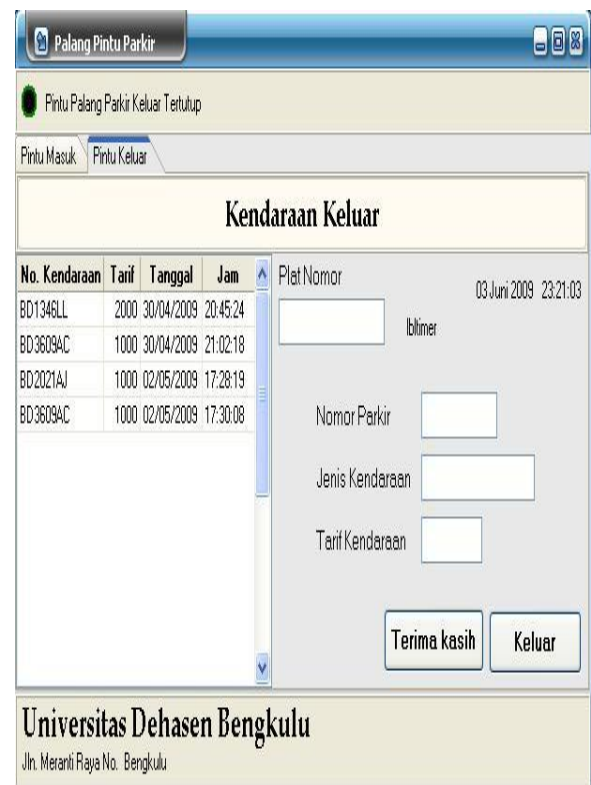 Palang Pintu Parkir
Pintu Palang Parkir Keluar Tertutup
Pintu Masuk Pintu Keluar
Kendaraan Keluar
No. Kendaraan Tarif Tanggal Jam
BD1346LL 2000 30/04/2009 20:45:24
BD3609AC 1000 30/04/2009 21:02:18
BD2021AJ 1000 02/05/2009 17:28:19
BD3609AC 1000 02/05/2009 17:30:08
Plat Nomor
03 Juni 2009 23:21:03
lbltimer
Nomor Parkir
Jenis Kendaraan
Tarif Kendaraan
Terima kasih Keluar
Universitas Dehasen Bengkulu
Jln. Meranti Raya No. Bengkulu